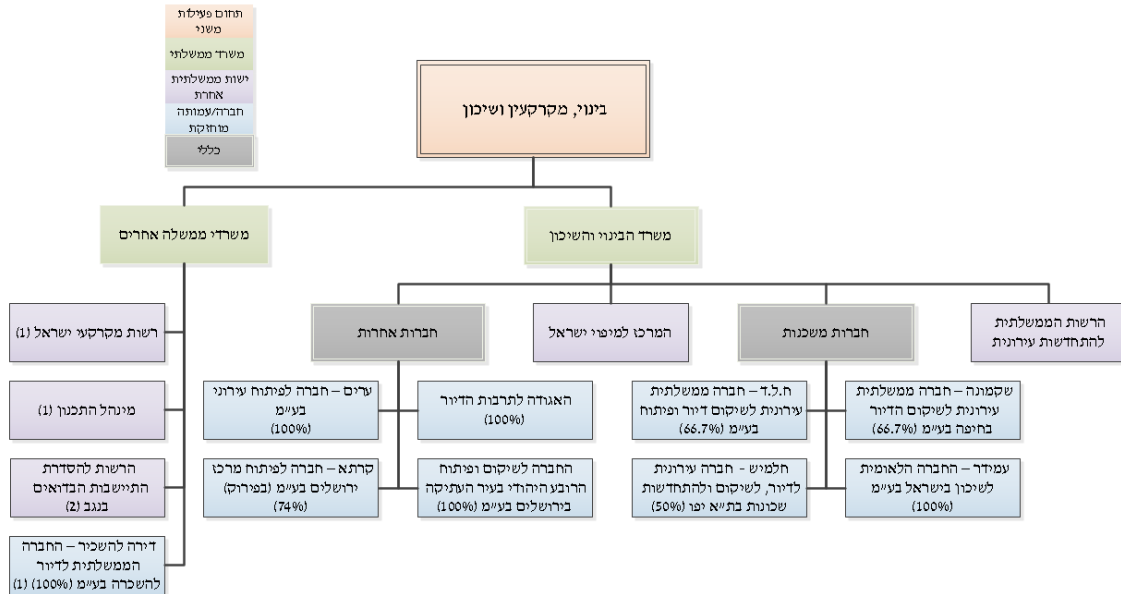 תחום פעילות
משני
משרד ממשלתי
ישות ממשלתית
אחרת
חברה/עמותה
מוחזקת
כללי
בינוי, מקרקעין ושיכון
משרד הבינוי והשיכון
משרדי ממשלה אחרים
הרשות הממשלתית
להתחדשות עירונית
חברות משכנות
המרכז למיפוי ישראל
חברות אחרות
רשות מקרקעי ישראל (1)
שקמונה – חברה ממשלתית
עירונית לשיקום הדיור
בחיפה בע״מ (66.7%)
ח.ל.ד – חברה ממשלתית
עירונית לשיקום דיור ופיתוח
בע״מ (66.7%)
האגודה לתרבות הדיור
(100%)
ערים – חברה לפיתוח עירוני
בע״מ
(100%)
מינהל התכנון (1)
עמידר – החברה הלאומית
לשיכון בישראל בע״מ
(100%)
חלמיש - חברה עירונית
לדיור, לשיקום ולהתחדשות
שכונות בת״א יפו (50%)
החברה לשיקום ופיתוח
הרובע היהודי בעיר העתיקה
בירושלים בע״מ (100%)
קרתא – חברה לפיתוח מרכז
ירושלים בע״מ (בפירוק)
(74%)
הרשות להסדרת
התיישבות הבדואים
בנגב (2)
דירה להשכיר – החברה
הממשלתית לדיור
להשכרה בע״מ (100%) (1)